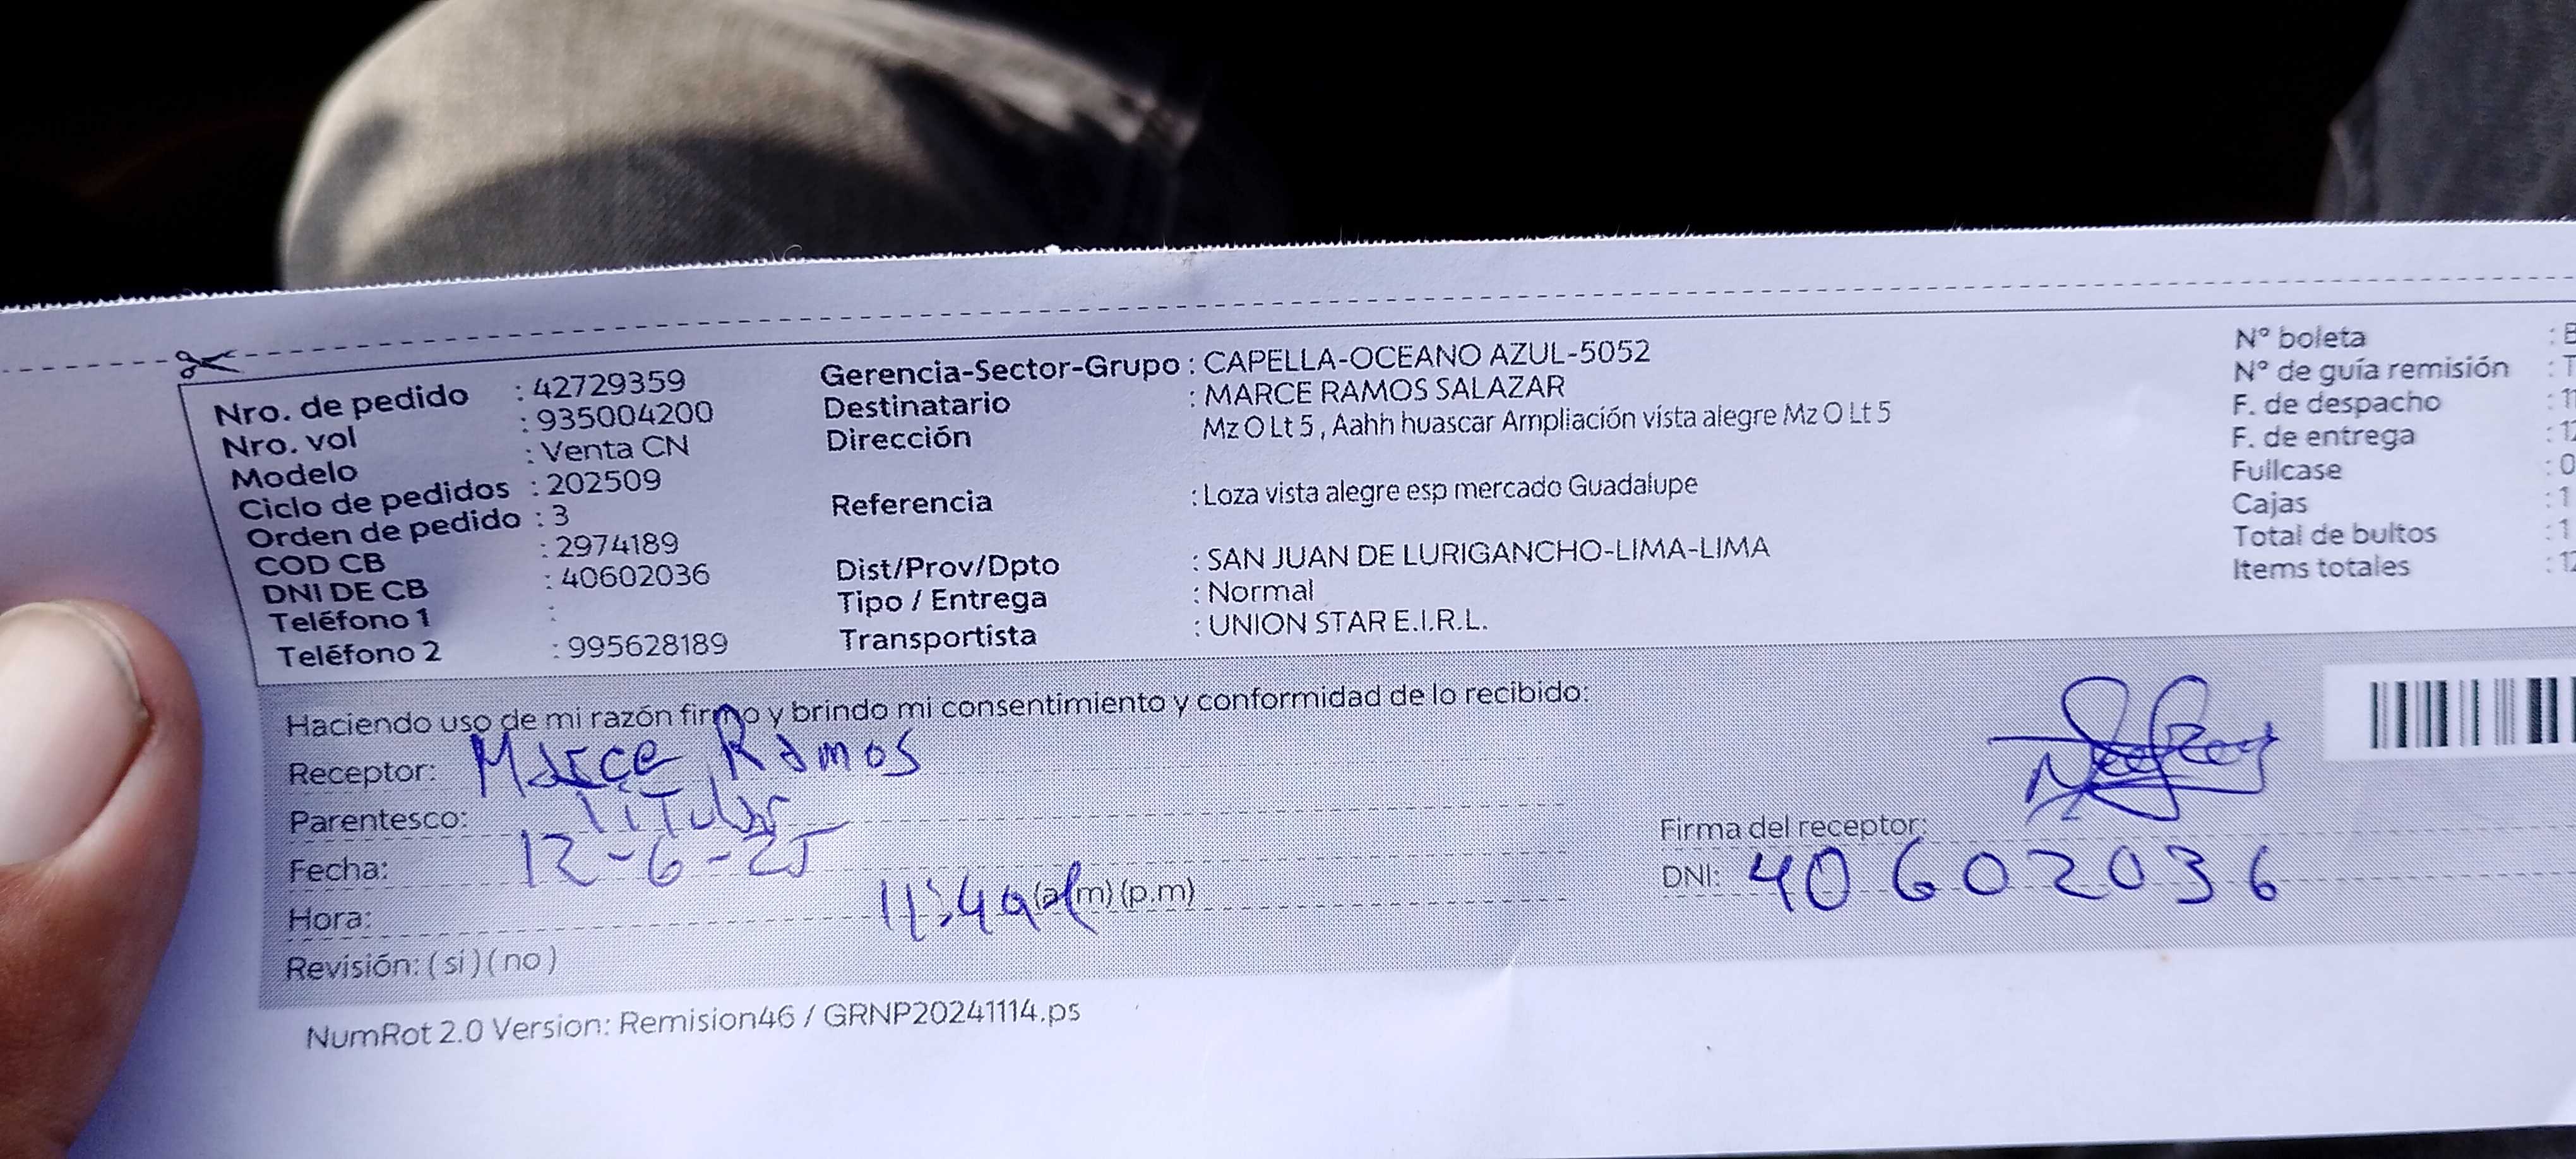 Nro. de pedido : 42729359
Nro. vol : 935004200
Modelo : Venta CN
Ciclo de pedidos : 202509
Orden de pedido : 3
COD CB : 2974189
DNI DE CB : 40602036
Teléfono 1 :
Teléfono 2 : 995628189
Gerencia-Sector-Grupo : CAPELLA-OCEANO AZUL-5052
Destinatario : MARCE RAMOS SALAZAR
Dirección Mz O Lt 5 , Aahh huascar Ampliación vista alegre Mz O Lt 5
Referencia : Loza vista alegre esp mercado Guadalupe
Dist/Prov/Dpto : SAN JUAN DE LURIGANCHO-LIMA-LIMA
Tipo / Entrega : Normal
Transportista : UNION STAR E.I.R.L.
N° boleta :
N° de guía remisión :
F. de despacho :
F. de entrega :
Fullcase :
Cajas : 1
Total de bultos : 1
Items totales :
Haciendo uso de mi razón firmo y brindo mi consentimiento y conformidad de lo recibido:
Receptor: Marce Ramos
Parentesco: Titular
Fecha: 12-6-25
Hora: (a.m) (p.m)
Revisión: ( si ) ( no )
Firma del receptor:
DNI: 40602036
NumRot 2.0 Version: Remision46 / GRNP20241114.ps